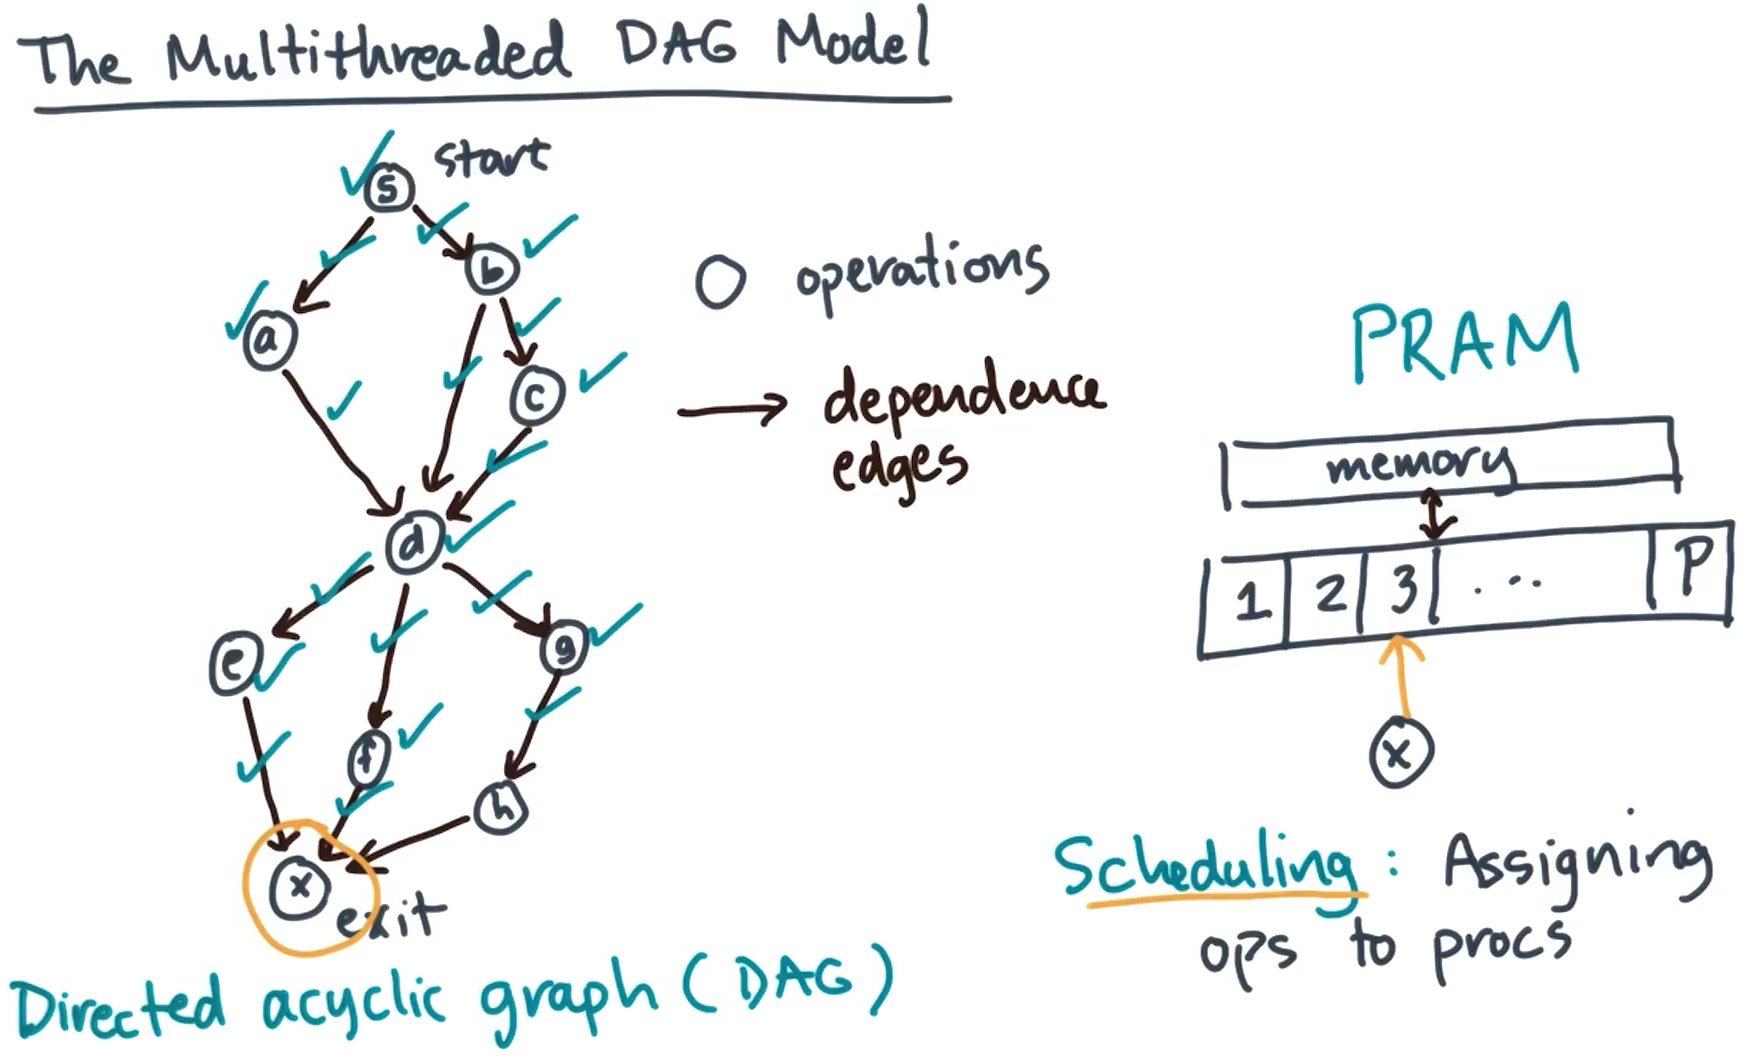 The Multithreaded DAG Model
s start
b
a
c
d
e
g
f
h
x
exit
Directed acyclic graph (DAG)
operations
dependence
edges
PRAM
memory
1 2 3 ... P
x
Scheduling : Assigning
ops to procs